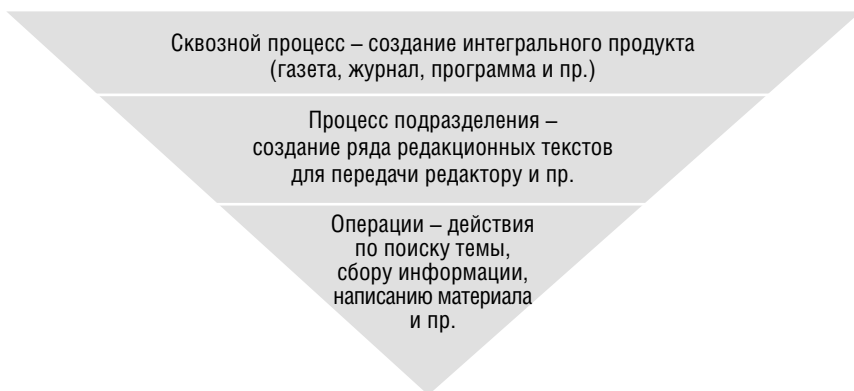 Сквозной процесс – создание интегрального продукта
(газета, журнал, программа и пр.)
Процесс подразделения –
создание ряда редакционных текстов
для передачи редактору и пр.
Операции – действия
по поиску темы,
сбору информации,
написанию материала
и пр.